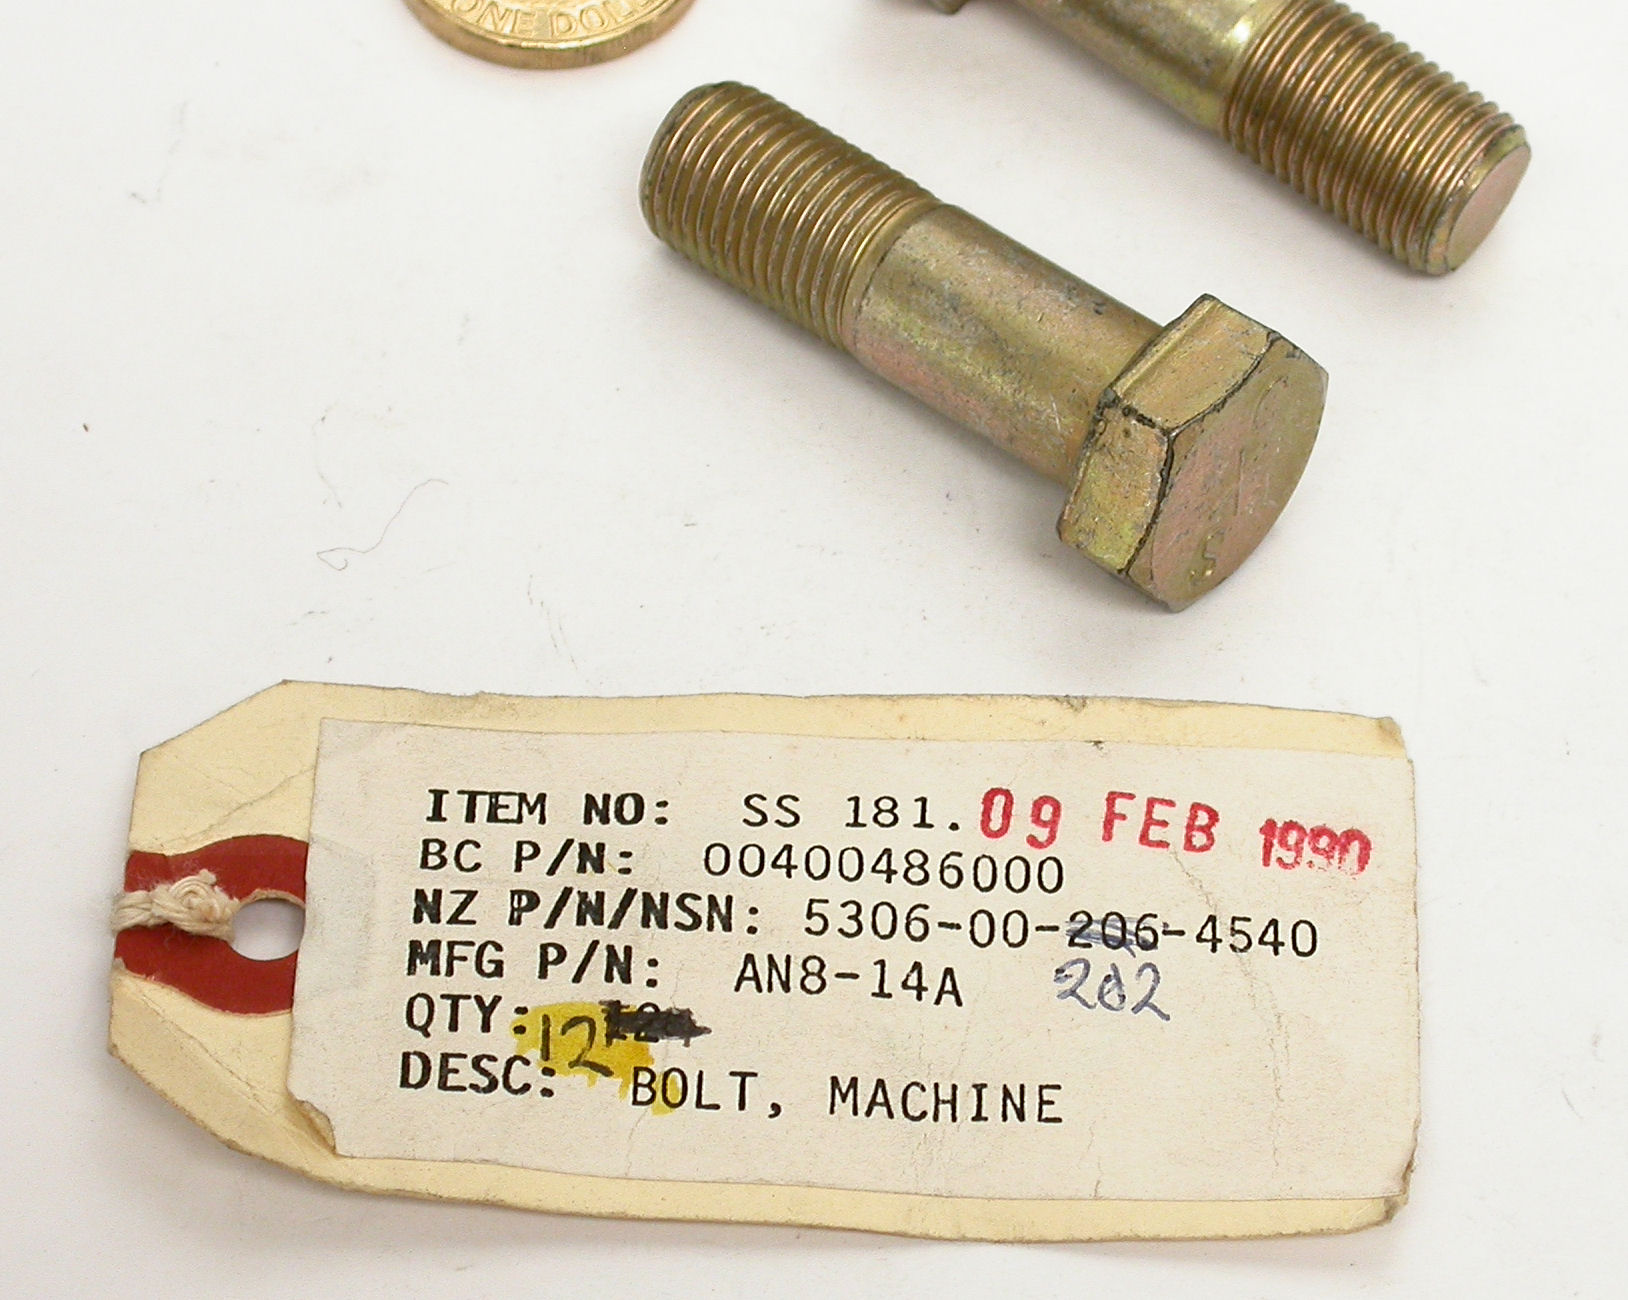 ONE DOLL
S
ITEM NO: SS 181. 09 FEB 1990
BC P/N: 00400486000
NZ P/N/NSN: 5306-00-206-4540
MFG P/N: AN8-14A 202
QTY: 12
DESC: BOLT, MACHINE